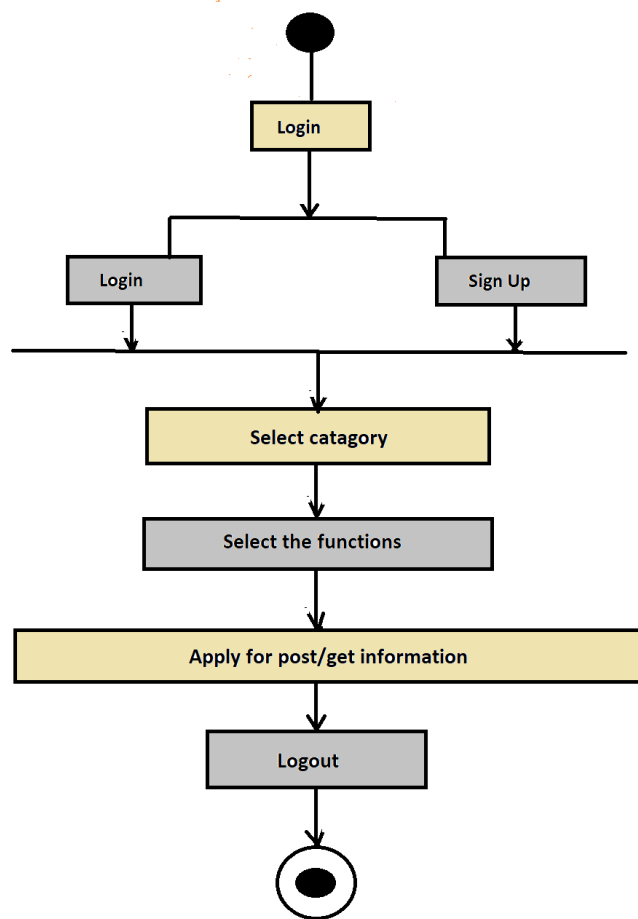 Login
Login
Sign Up
Select catagory
Select the functions
Apply for post/get information
Logout